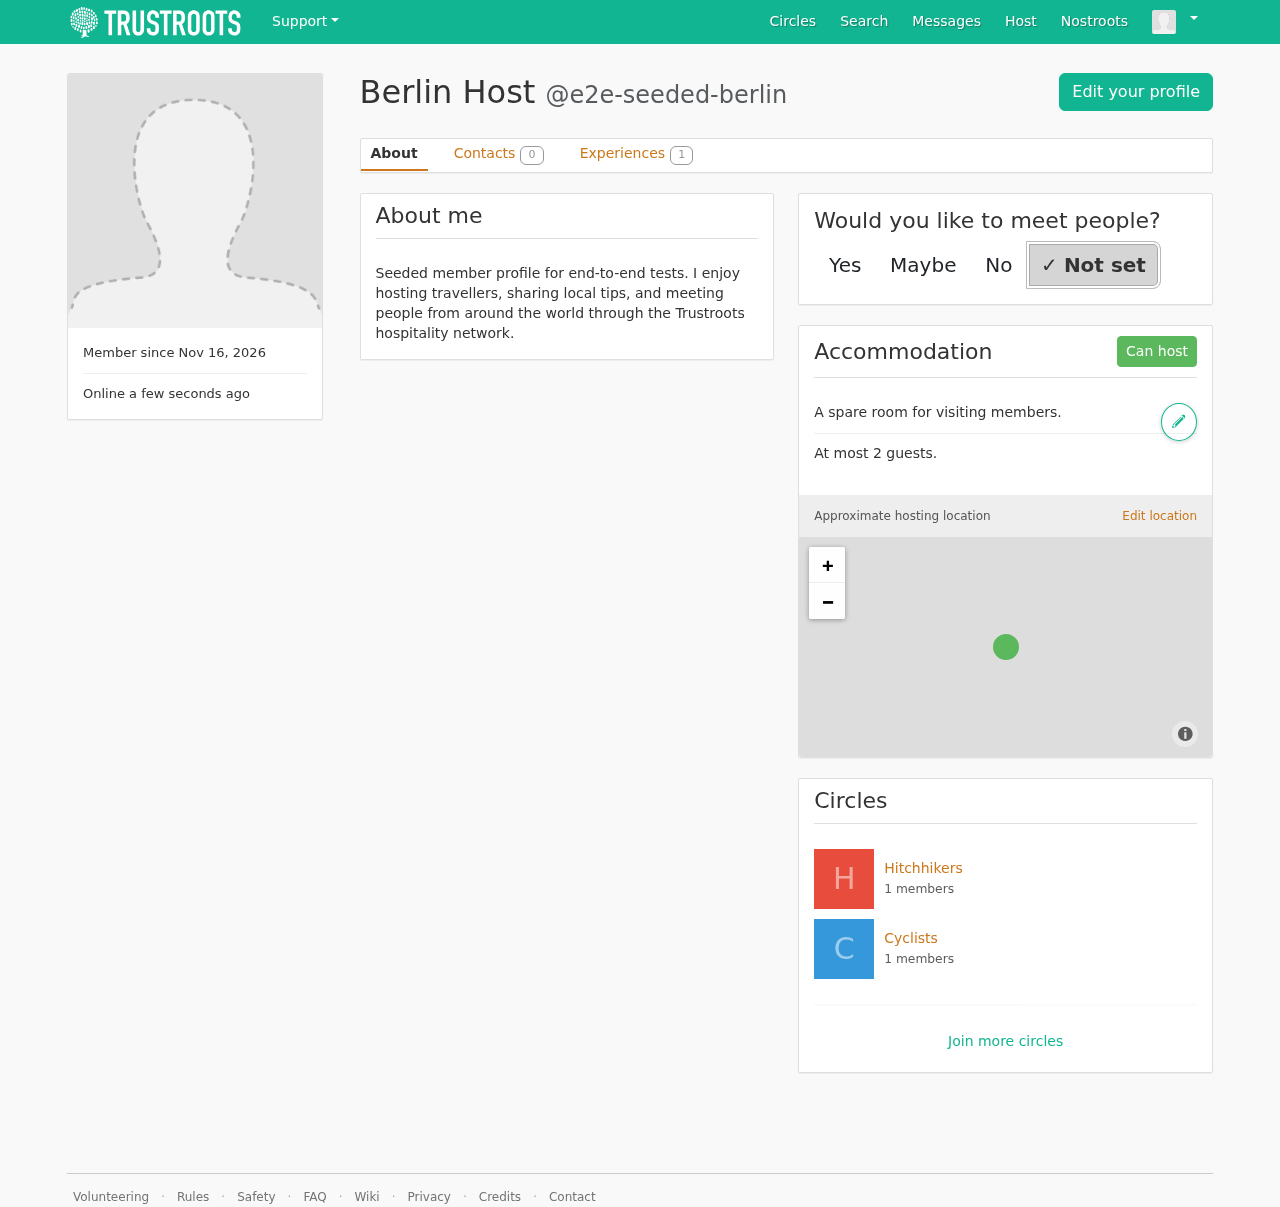 TRUSTROOTS
Support
Circles
Search
Messages
Host
Nostroots
Berlin Host @e2e-seeded-berlin
Edit your profile
Member since Nov 16, 2026
Online a few seconds ago
About
Contacts 0
Experiences 1
About me
Seeded member profile for end-to-end tests. I enjoy
hosting travellers, sharing local tips, and meeting
people from around the world through the Trustroots
hospitality network.
Would you like to meet people?
Yes
Maybe
No
✓ Not set
Accommodation
Can host
A spare room for visiting members.
At most 2 guests.
Approximate hosting location
Edit location
+
−
Circles
H
Hitchhikers
1 members
C
Cyclists
1 members
Join more circles
Volunteering · Rules · Safety · FAQ · Wiki · Privacy · Credits · Contact